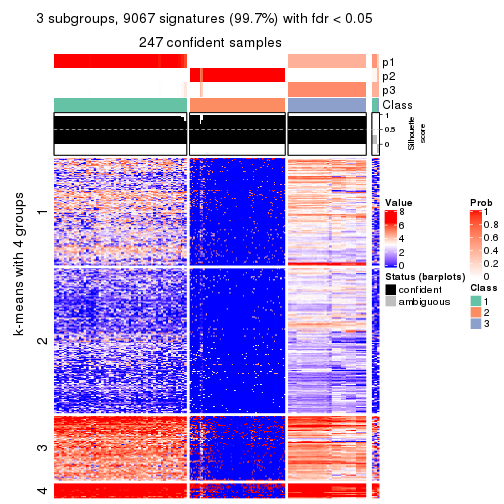 3 subgroups, 9067 signatures (99.7%) with fdr < 0.05
247 confident samples
p1
p2
p3
Class
1
0.5
0
Silhouette
score
k-means with 4 groups
1
2
3
4
Value
8
6
4
2
0
Status (barplots)
confident
ambiguous
Prob
1
0.8
0.6
0.4
0.2
0
Class
1
2
3